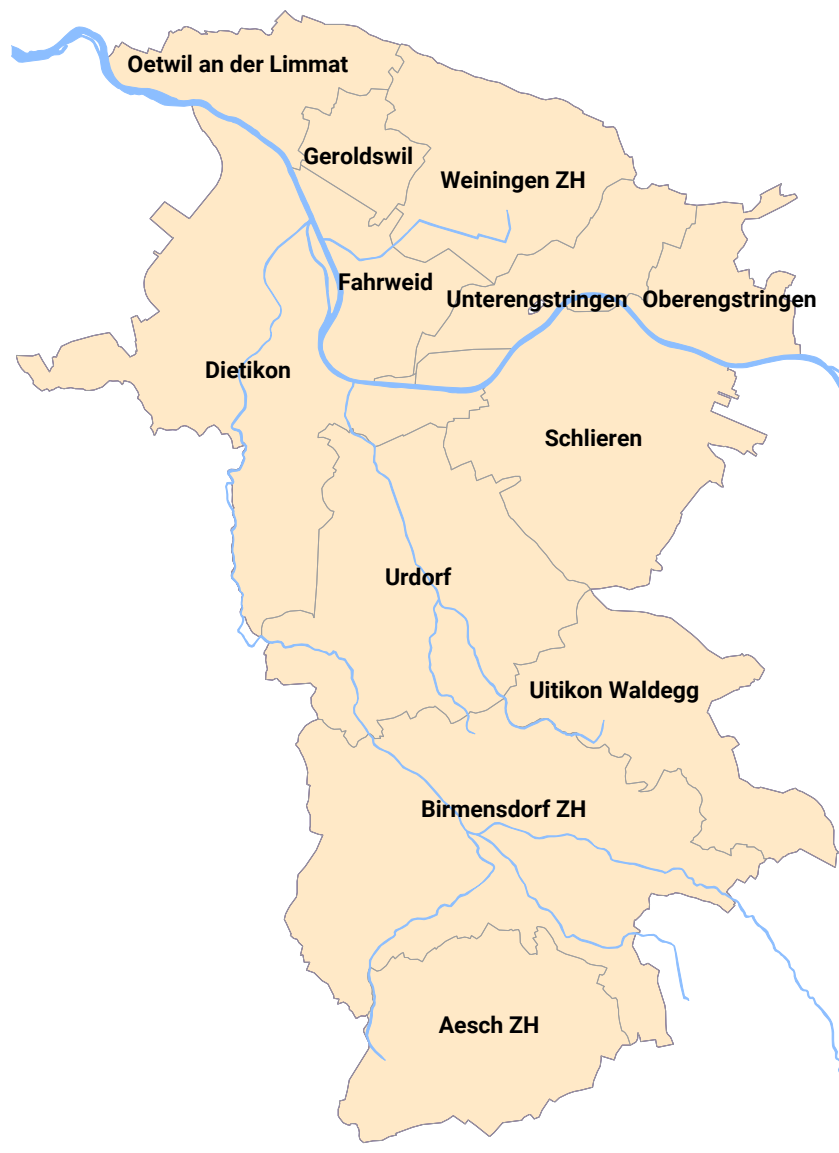 Oetwil an der Limmat
Geroldswil
Weiningen ZH
Fahrweid
Unterengstringen
Oberengstringen
Dietikon
Schlieren
Urdorf
Uitikon Waldegg
Birmensdorf ZH
Aesch ZH